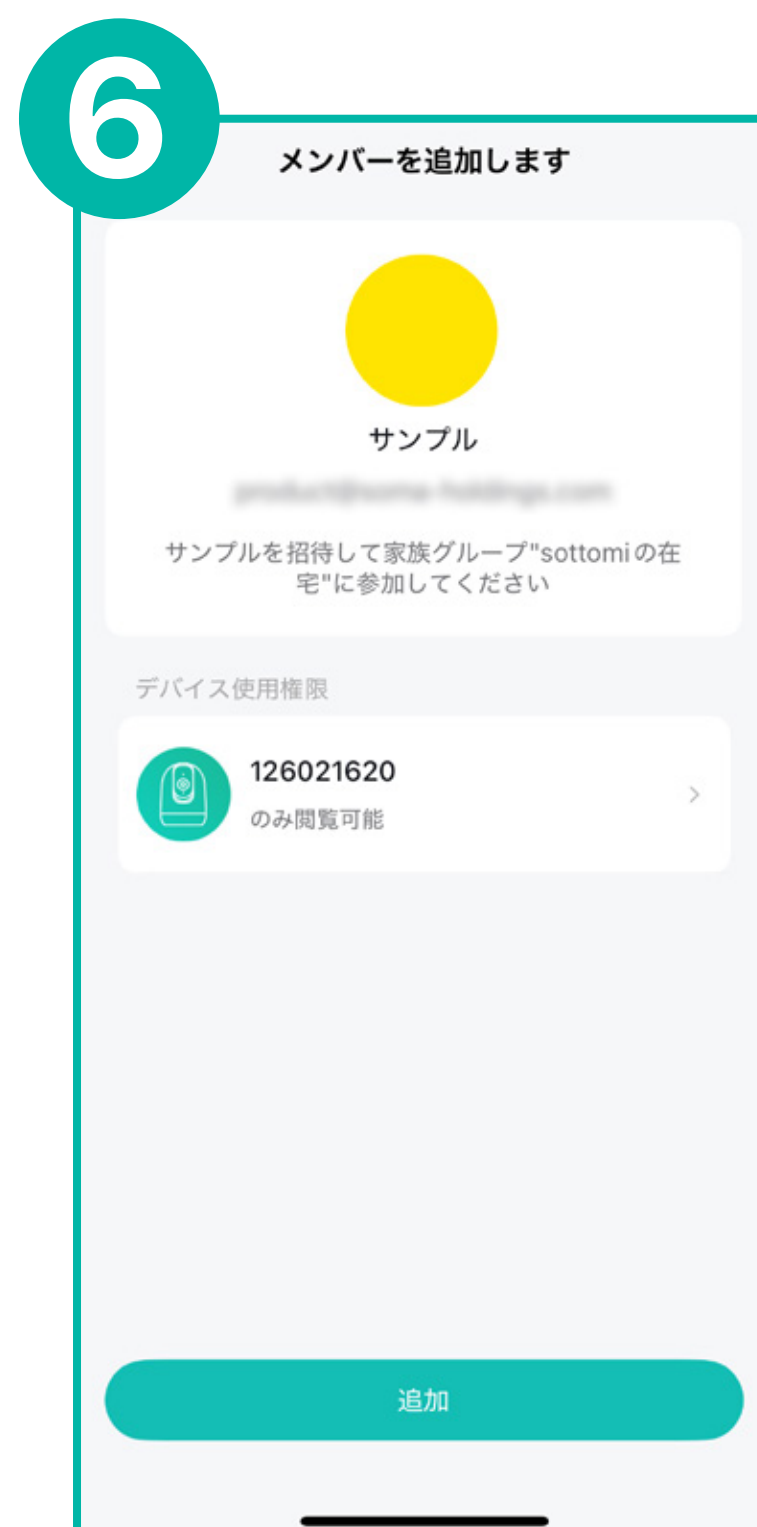 6
メンバーを追加します
サンプル
サンプルを招待して家族グループ"sottomiの在
宅"に参加してください
デバイス使用権限
126021620
のみ閲覧可能
追加